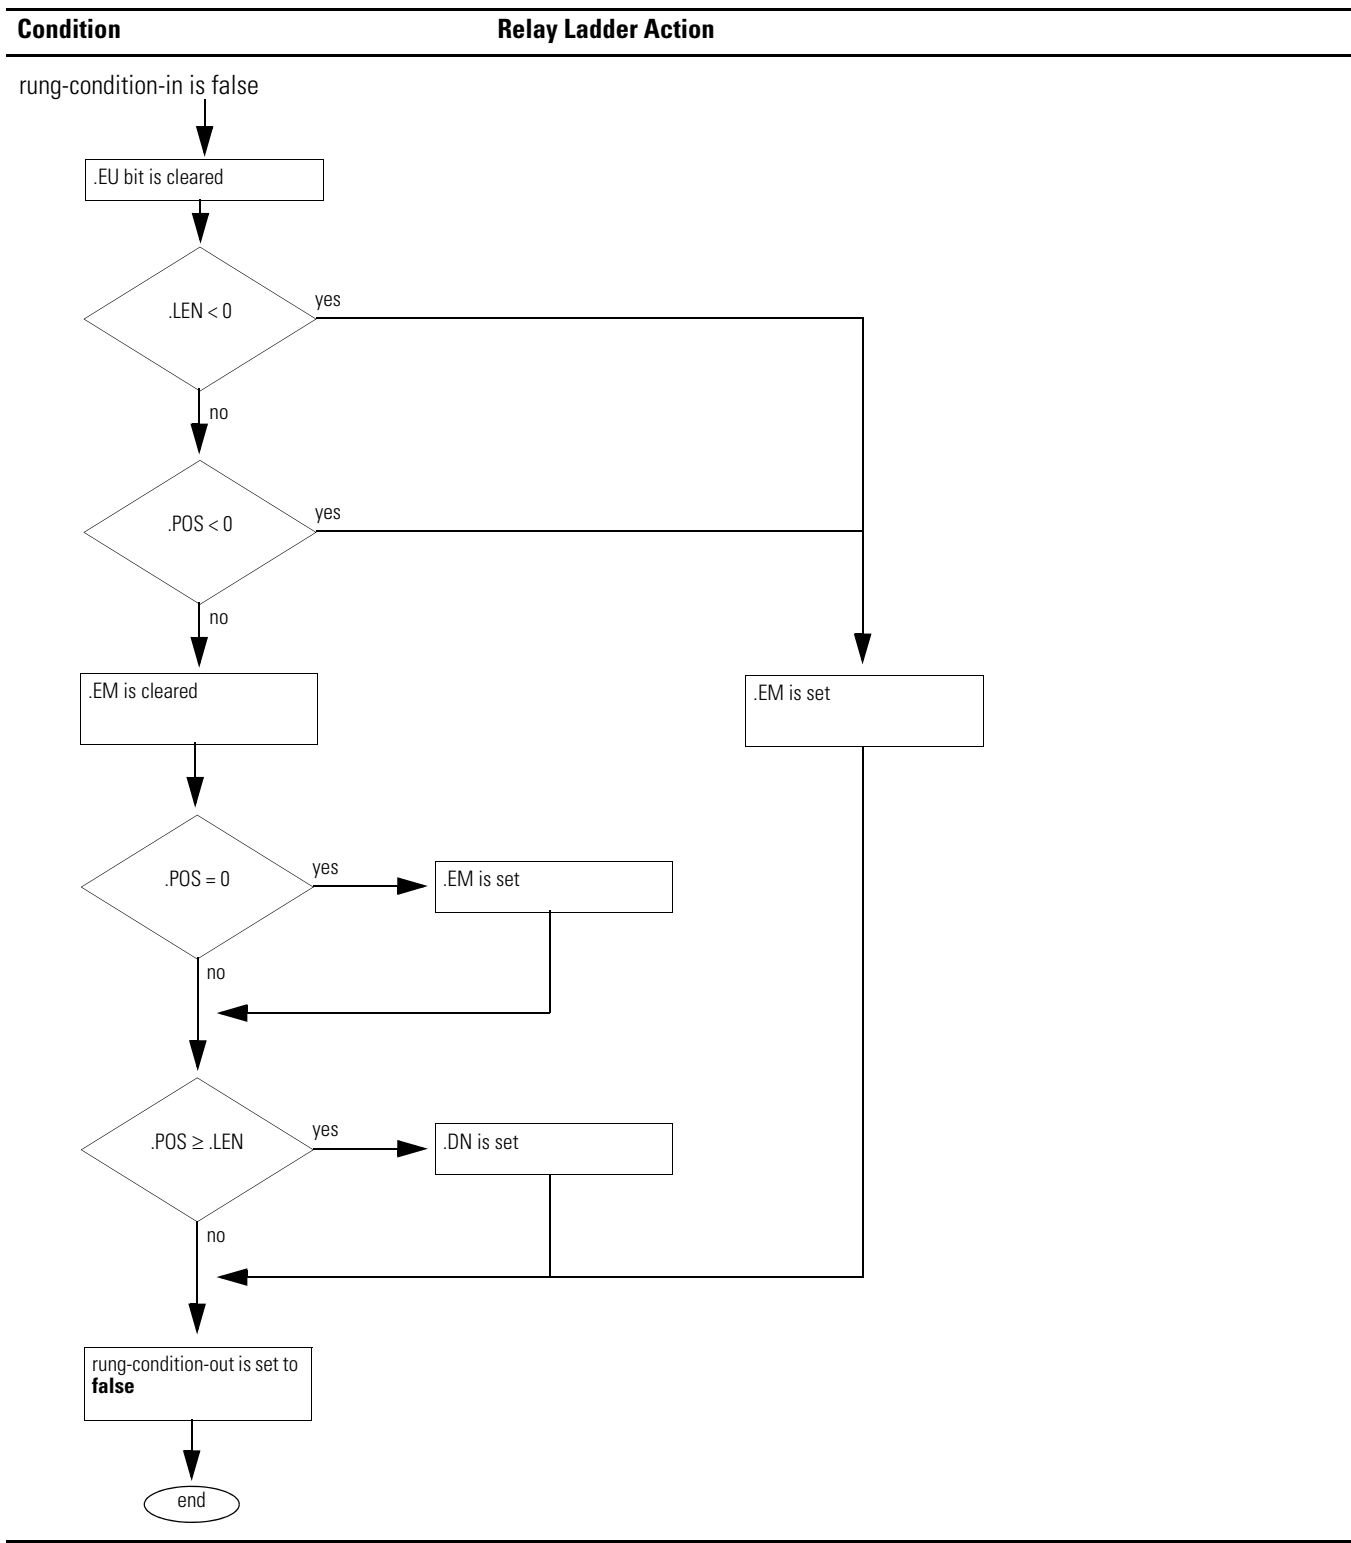 Condition Relay Ladder Action
rung-condition-in is false
.EU bit is cleared
.LEN < 0
yes
no
.POS < 0
yes
no
.EM is cleared
.EM is set
.POS = 0
yes
.EM is set
no
.POS ≥ .LEN
yes
.DN is set
no
rung-condition-out is set to
false
end